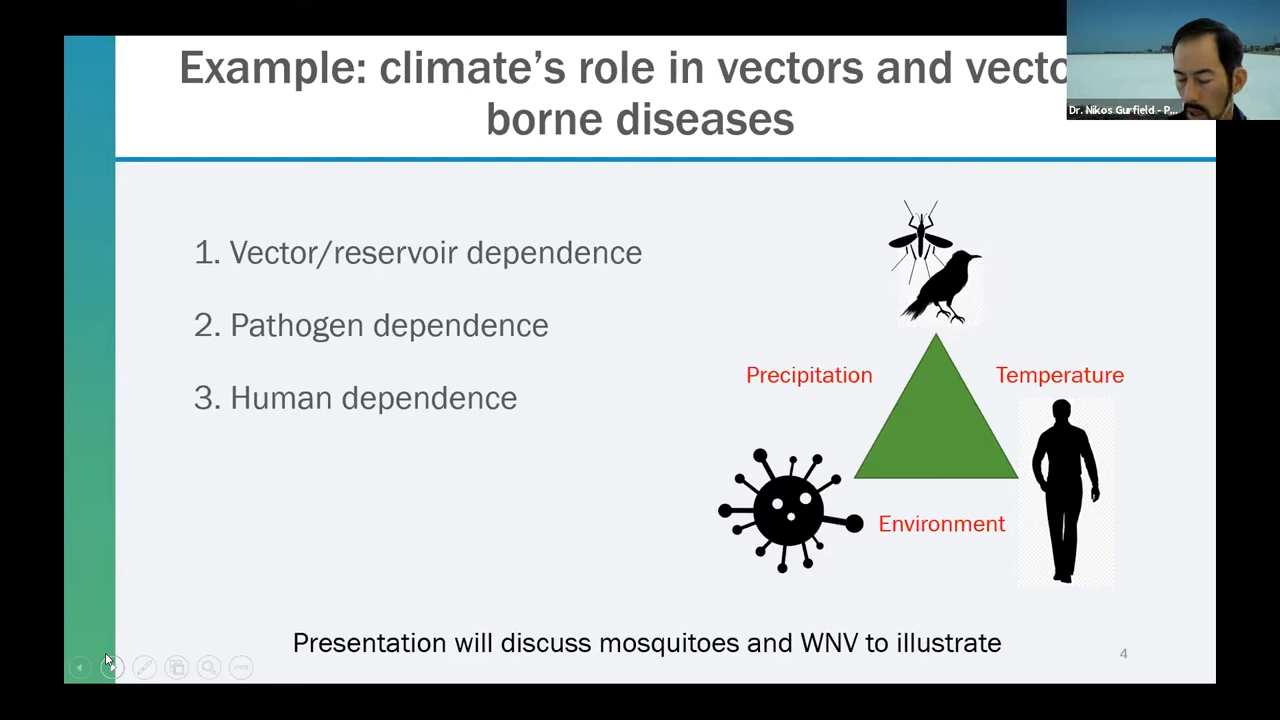 Example: climate's role in vectors and vecto
borne diseases
Dr. Nikos Gurfield - P...
1. Vector/reservoir dependence
2. Pathogen dependence
3. Human dependence
Precipitation
Temperature
Environment
Presentation will discuss mosquitoes and WNV to illustrate
4